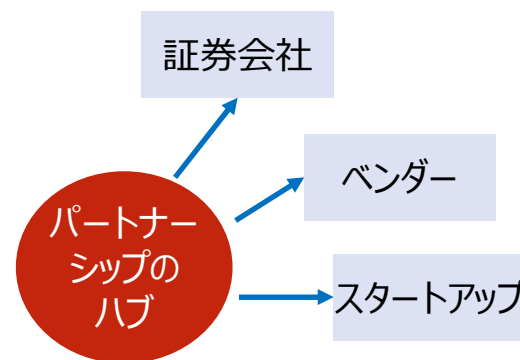 証券会社
ベンダー
パートナー
シップの
ハブ
スタートアップ